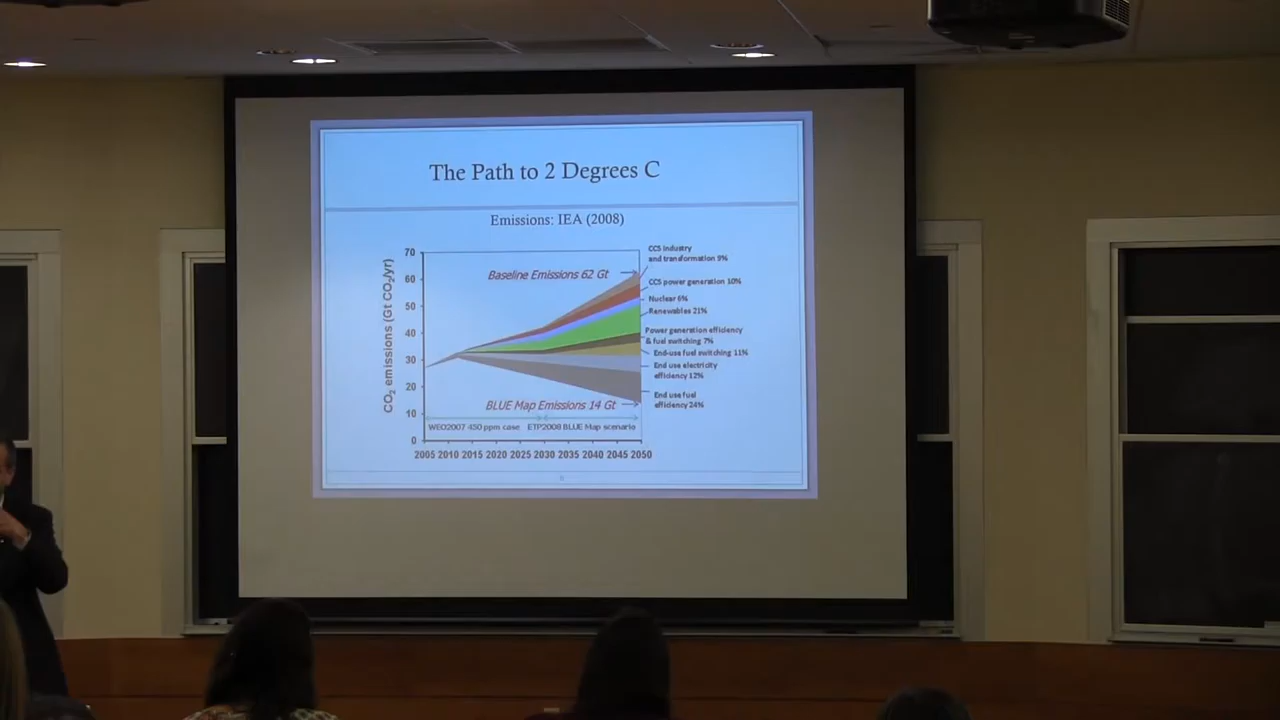 The Path to 2 Degrees C
Emissions: IEA (2008)
CO2 emissions (Gt CO2/yr)
70
60
50
40
30
20
10
0
Baseline Emissions 62 Gt
BLUE Map Emissions 14 Gt
WEO2007 450 ppm case
ETP2008 BLUE Map scenario
2005 2010 2015 2020 2025 2030 2035 2040 2045 2050
CCS industry
and transformation 9%
CCS power generation 10%
Nuclear 6%
Renewables 21%
Power generation efficiency
& fuel switching 7%
End-use fuel switching 11%
End use electricity
efficiency 12%
End use fuel
efficiency 24%